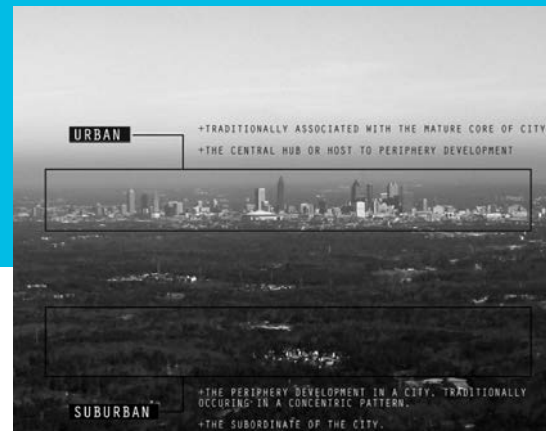 URBAN
+TRADITIONALLY ASSOCIATED WITH THE MATURE CORE OF CITY
+THE CENTRAL HUB OR HOST TO PERIPHERY DEVELOPMENT
+THE PERIPHERY DEVELOPMENT IN A CITY. TRADITIONALLY
OCCURING IN A CONCENTRIC PATTERN.
SUBURBAN
+THE SUBORDINATE OF THE CITY.